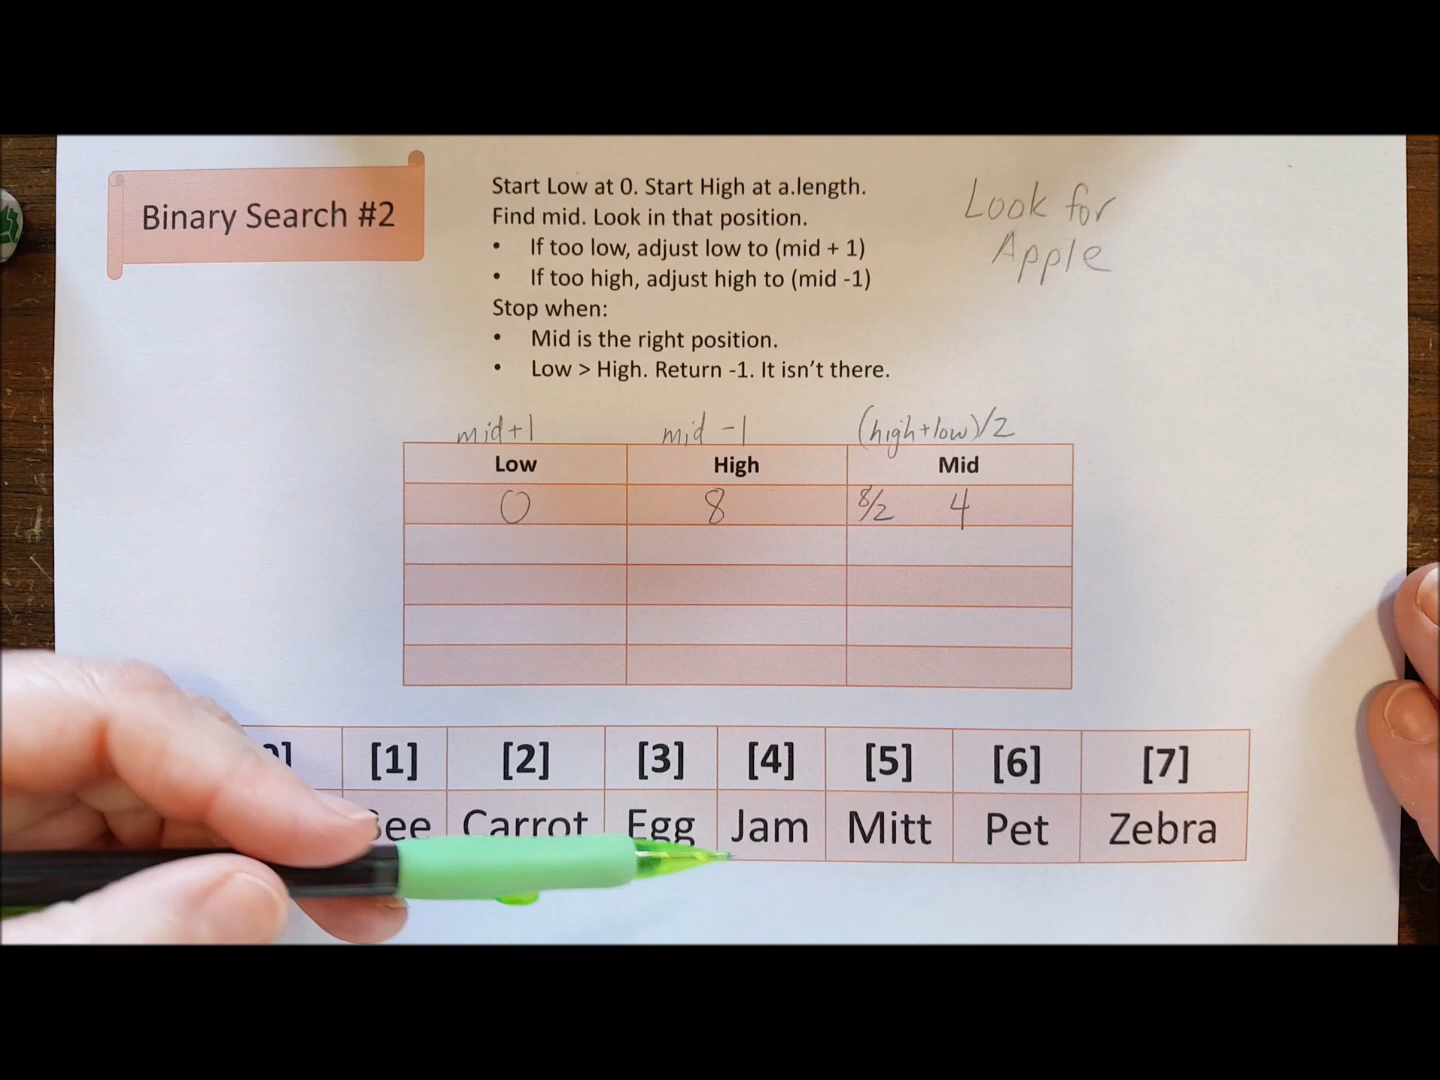 Binary Search #2
Start Low at 0. Start High at a.length.
Find mid. Look in that position.
• If too low, adjust low to (mid + 1)
• If too high, adjust high to (mid -1)
Stop when:
• Mid is the right position.
• Low > High. Return -1. It isn't there.
Look for
Apple
mid+1 mid -1 (high+low)/2
Low High Mid
0 8 8/2 4
[1] [2] [3] [4] [5] [6] [7]
Carrot Egg Jam Mitt Pet Zebra